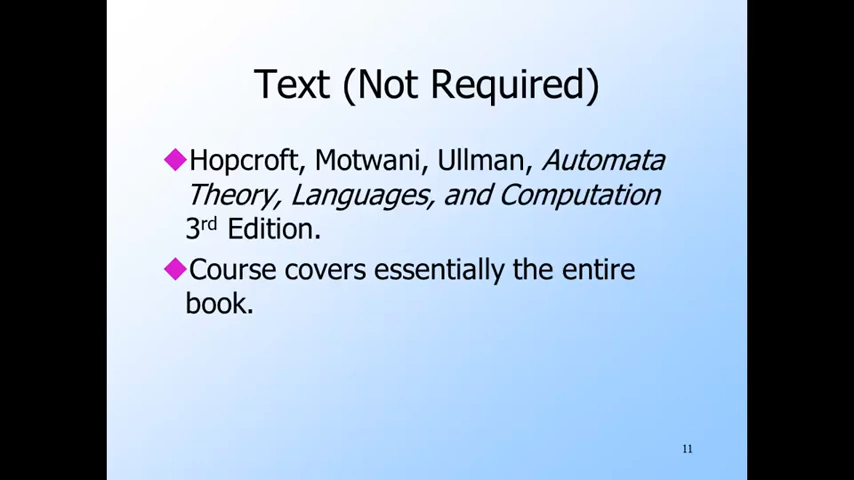 Text (Not Required)
Hopcroft, Motwani, Ullman, Automata
Theory, Languages, and Computation
3rd Edition.
Course covers essentially the entire
book.
11